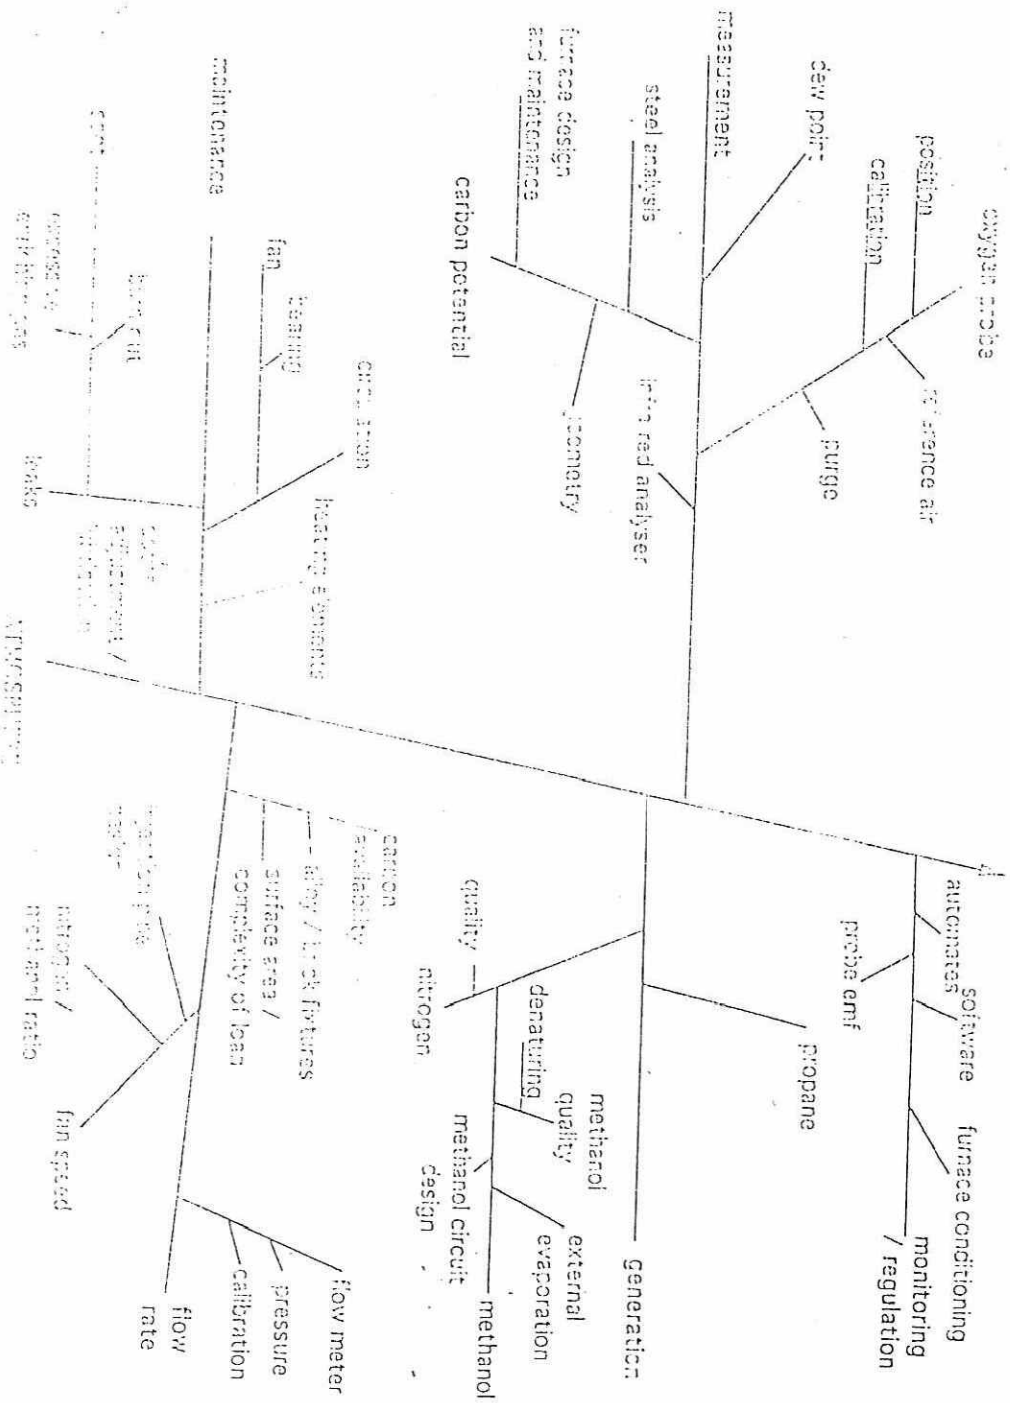 oxygen probe
position
reference air
calibration
purge
dew point
measurement
infra red analyser
steel analysis
furnace design
and maintenance
carbon potential
maintenance
fan
bearing
circulation
heating elements
leaks
adjustment /
automates
software
probe emf
furnace conditioning
monitoring
/ regulation
propane
generation
quality
nitrogen
denaturing
methanol
quality
external
evaporation
methanol circuit
design
methanol
carbon
availability
alloy / brick fixtures
surface area /
complexity of load
nitrogen /
methanol ratio
fan speed
flow meter
pressure
calibration
flow
rate